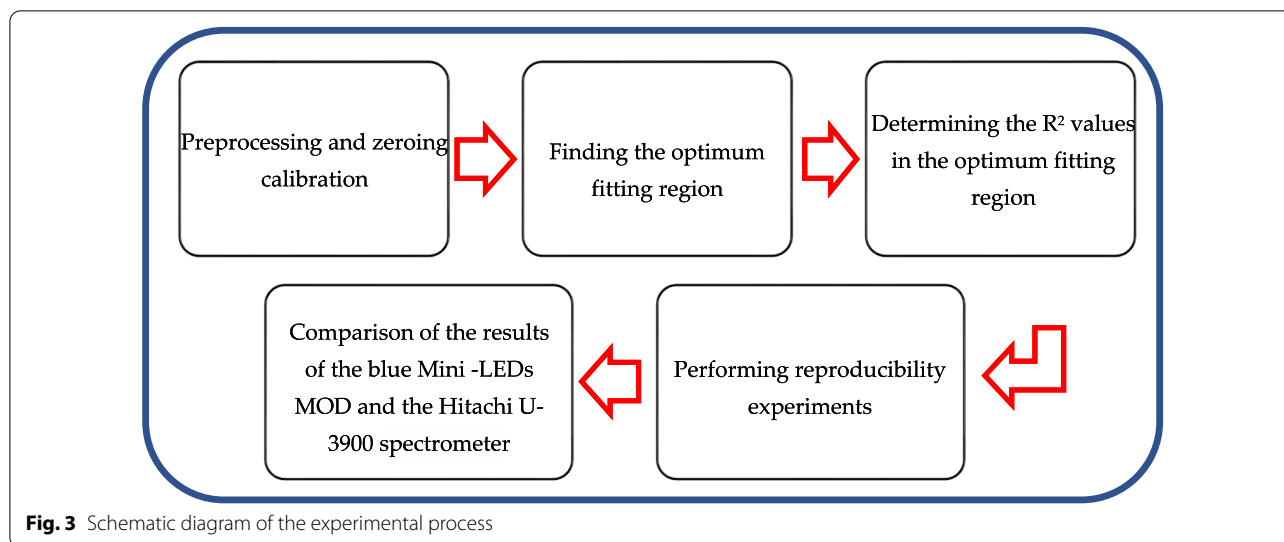 Preprocessing and zeroing
calibration
Finding the optimum
fitting region
Determining the R² values
in the optimum fitting
region
Performing reproducibility
experiments
Comparison of the results
of the blue Mini -LEDs
MOD and the Hitachi U-
3900 spectrometer
Fig. 3 Schematic diagram of the experimental process